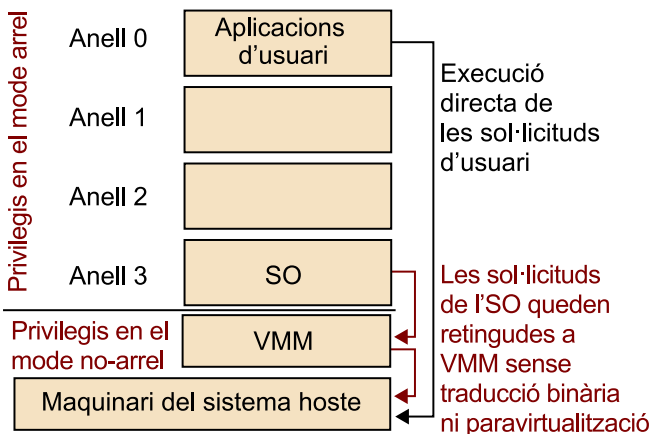 Privilegis en el mode arrel
Anell 0
Aplicacions
d'usuari
Anell 1
Anell 2
Anell 3
SO
Execució
directa de
les sol·licituds
d'usuari
Privilegis en el
mode no-arrel
VMM
Les sol·licituds
de l'SO queden
retingudes a
VMM sense
traducció binària
ni paravirtualització
Maquinari del sistema hoste